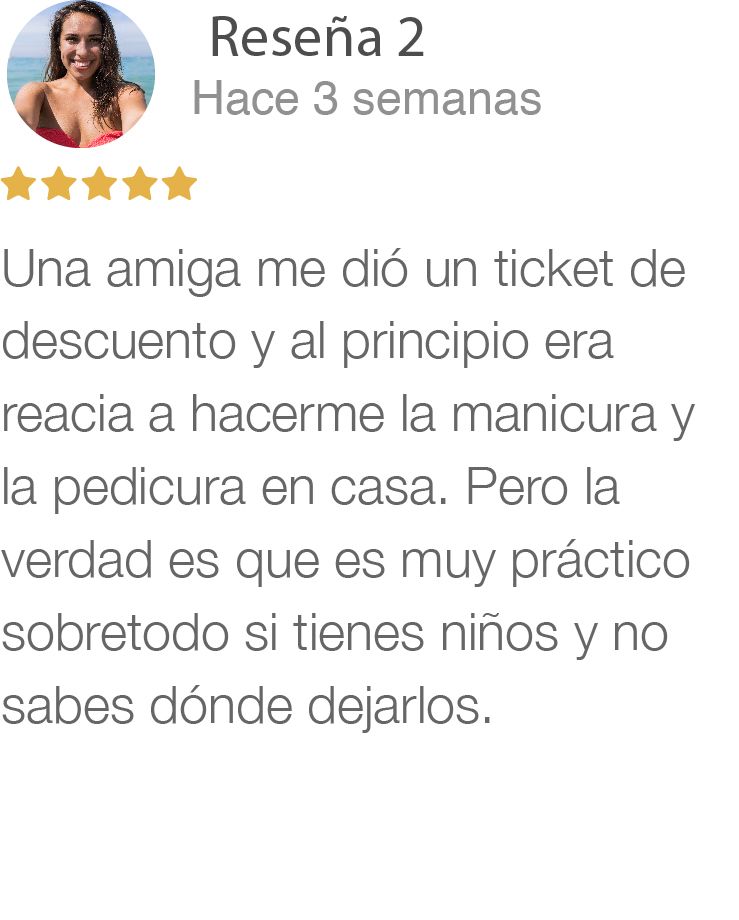 Reseña 2
Hace 3 semanas
Una amiga me dió un ticket de
descuento y al principio era
reacia a hacerme la manicura y
la pedicura en casa. Pero la
verdad es que es muy práctico
sobretodo si tienes niños y no
sabes dónde dejarlos.